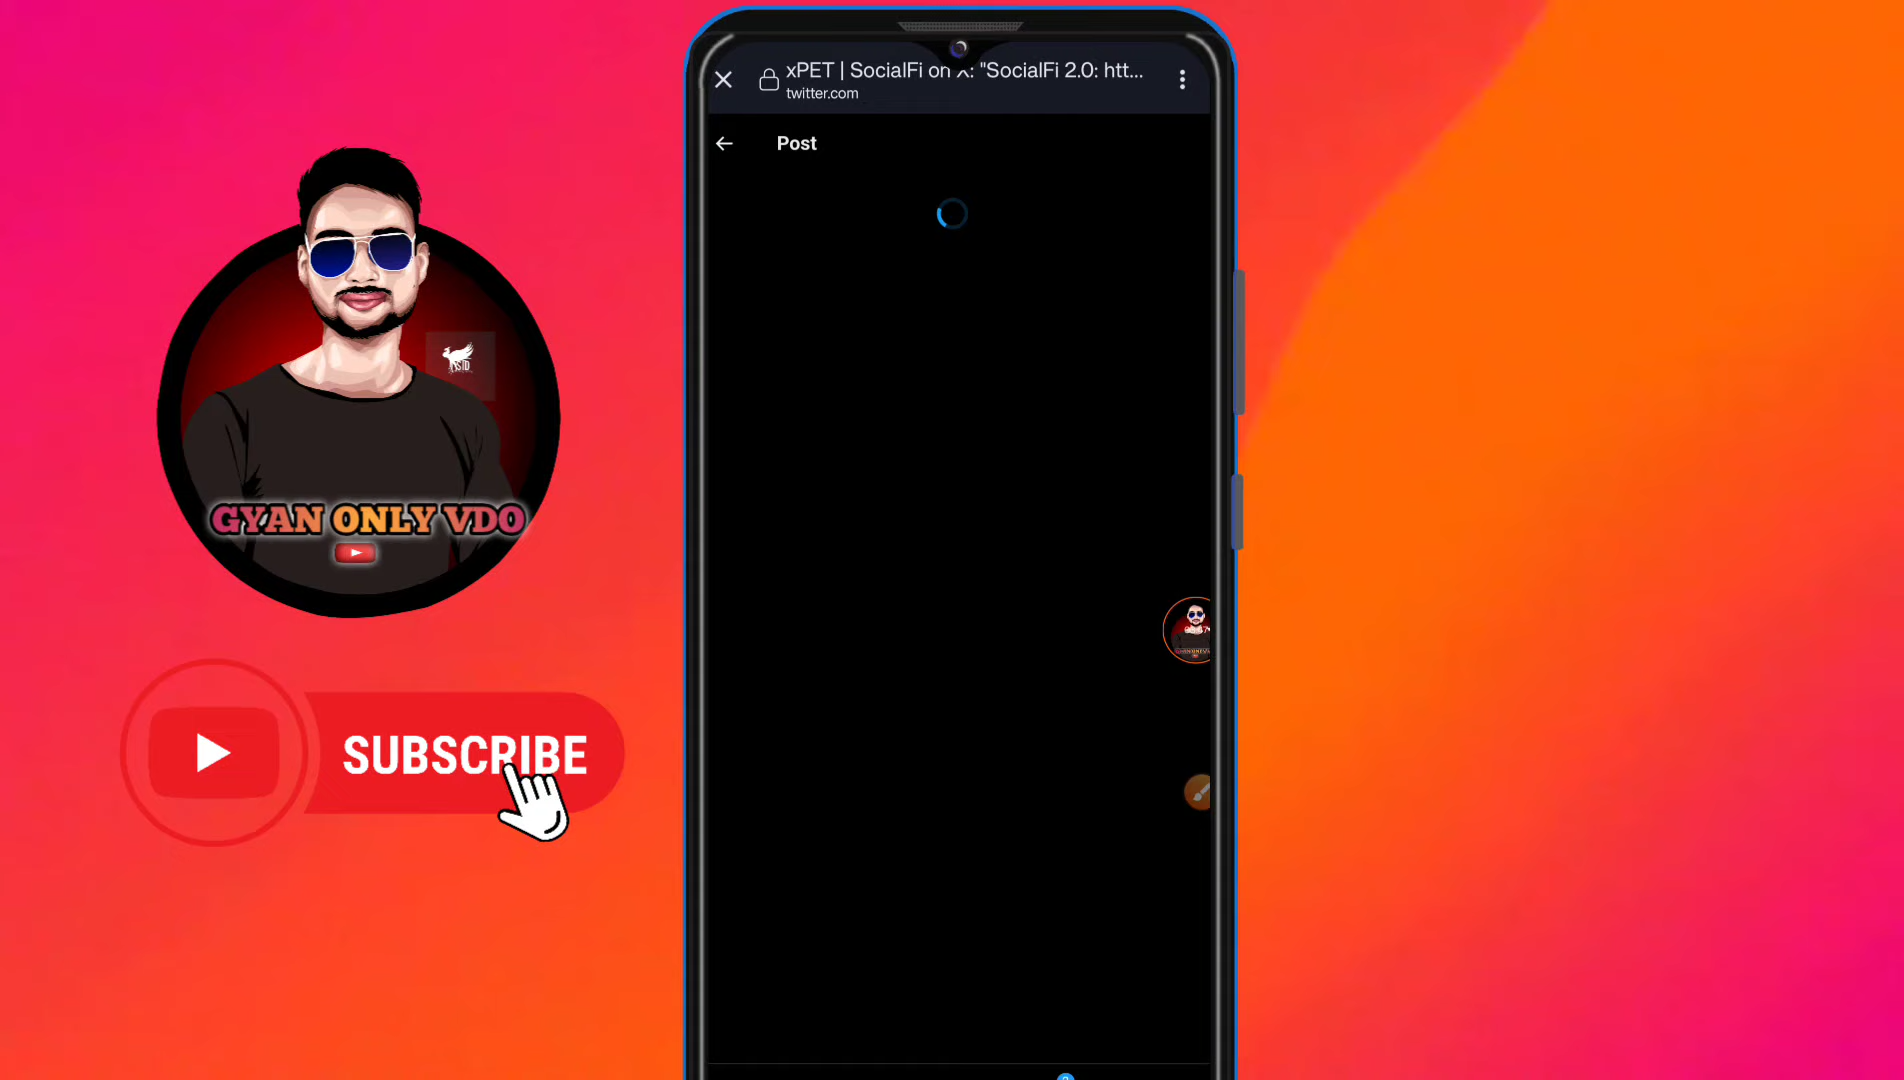 xPET | SocialFi on X: "SocialFi 2.0: htt...
twitter.com
Post
GYAN ONLY VDO
SUBSCRIBE